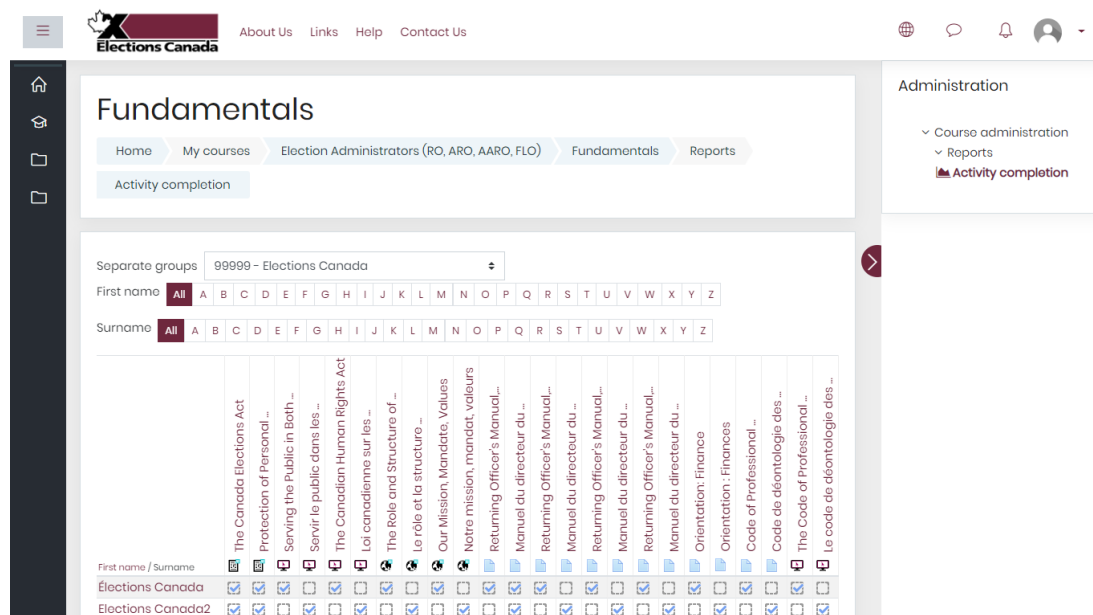 Elections Canada
About Us Links Help Contact Us
Fundamentals
Home My courses Election Administrators (RO, ARO, AARO, FLO) Fundamentals Reports
Activity completion
Administration
Course administration
Reports
Activity completion
Separate groups 99999 - Elections Canada
First name All A B C D E F G H I J K L M N O P Q R S T U V W X Y Z
Surname All A B C D E F G H I J K L M N O P Q R S T U V W X Y Z
First name / Surname
The Canada Elections Act
Protection of Personal ...
Serving the Public in Both ...
Servir le public dans les ...
The Canadian Human Rights Act
Loi canadienne sur les ...
The Role and Structure of ...
Le rôle et la structure ...
Our Mission, Mandate, Values
Notre mission, mandat, valeurs
Returning Officer's Manual,...
Manuel du directeur du ...
Returning Officer's Manual,...
Manuel du directeur du ...
Returning Officer's Manual,...
Manuel du directeur du ...
Returning Officer's Manual,...
Manuel du directeur du ...
Orientation: Finance
Orientation : Finances
Code of Professional ...
Code de déontologie des ...
The Code of Professional ...
Le code de déontologie des ...
Élections Canada
Elections Canada2